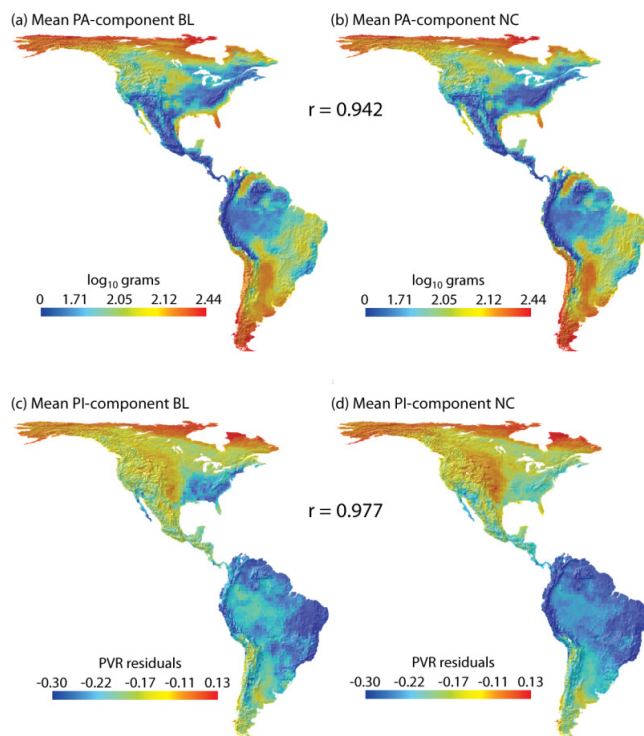 (a) Mean PA-component BL
(b) Mean PA-component NC
r = 0.942
log₁₀ grams
0 1.71 2.05 2.12 2.44
log₁₀ grams
0 1.71 2.05 2.12 2.44
(c) Mean PI-component BL
(d) Mean PI-component NC
r = 0.977
PVR residuals
-0.30 -0.22 -0.17 -0.11 0.13
PVR residuals
-0.30 -0.22 -0.17 -0.11 0.13